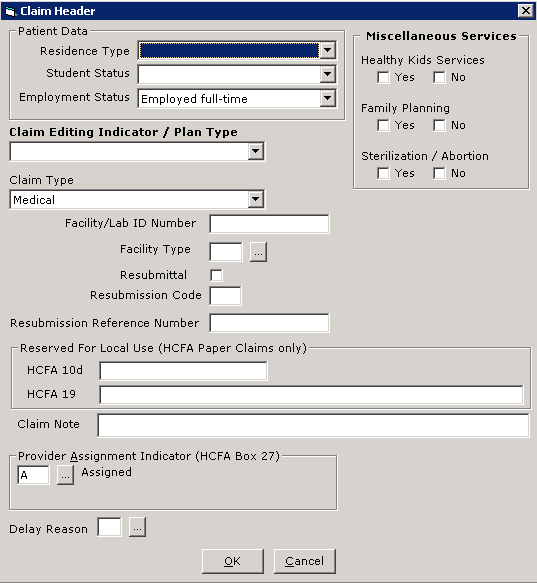 Claim Header
Patient Data
Residence Type
Student Status
Employment Status Employed full-time
Miscellaneous Services
Healthy Kids Services
Yes No
Family Planning
Yes No
Sterilization / Abortion
Yes No
Claim Editing Indicator / Plan Type
Claim Type
Medical
Facility/Lab ID Number
Facility Type ...
Resubmittal
Resubmission Code
Resubmission Reference Number
Reserved For Local Use (HCFA Paper Claims only)
HCFA 10d
HCFA 19
Claim Note
Provider Assignment Indicator (HCFA Box 27)
A ... Assigned
Delay Reason ...
OK Cancel